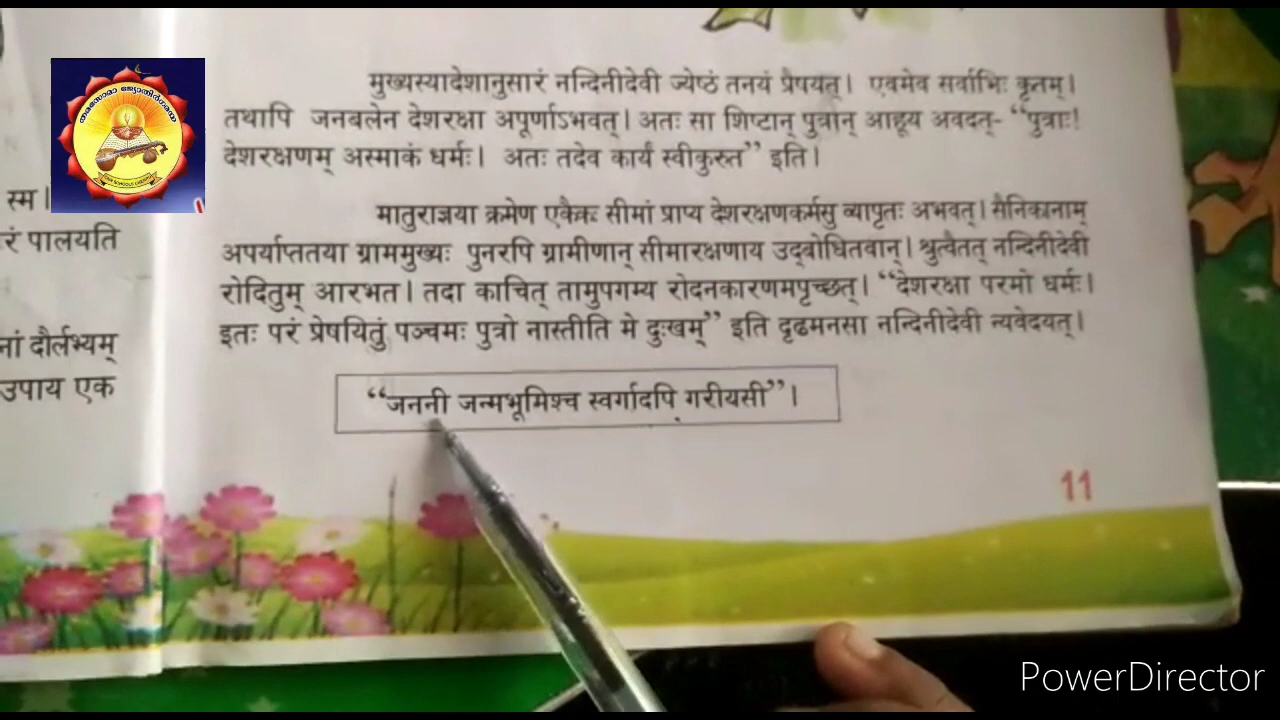 स्म।
रं पालयति
नां दौर्लभ्यम्
उपाय एक
मुख्यस्यादेशानुसारं नन्दिनीदेवी ज्येष्ठं तनयं प्रैषयत्। एवमेव सर्वाभिः कृतम्।
तथापि जनबलेन देशरक्षा अपूर्णाऽभवत्। अतः सा शिष्टान् पुत्रान् आहूय अवदत्- “पुत्राः!
देशरक्षणम् अस्माकं धर्मः। अतः तदेव कार्यं स्वीकुरुत” इति।
मातुराज्ञया क्रमेण एकैकः सीमां प्राप्य देशरक्षणकर्मसु व्यापृतः अभवत्। सैनिकानाम्
अपर्याप्ततया ग्राममुख्यः पुनरपि ग्रामीणान् सीमारक्षणाय उद्बोधितवान्। श्रुत्वैतत् नन्दिनीदेवी
रोदितुम् आरभत। तदा काचित् तामुपगम्य रोदनकारणमपृच्छत्। “देशरक्षा परमो धर्मः।
इतः परं प्रेषयितुं पञ्चमः पुत्रो नास्तीति मे दुःखम्” इति दृढमनसा नन्दिनीदेवी न्यवेदयत्।
“जननी जन्मभूमिश्च स्वर्गादपि गरीयसी”।
11
PowerDirector